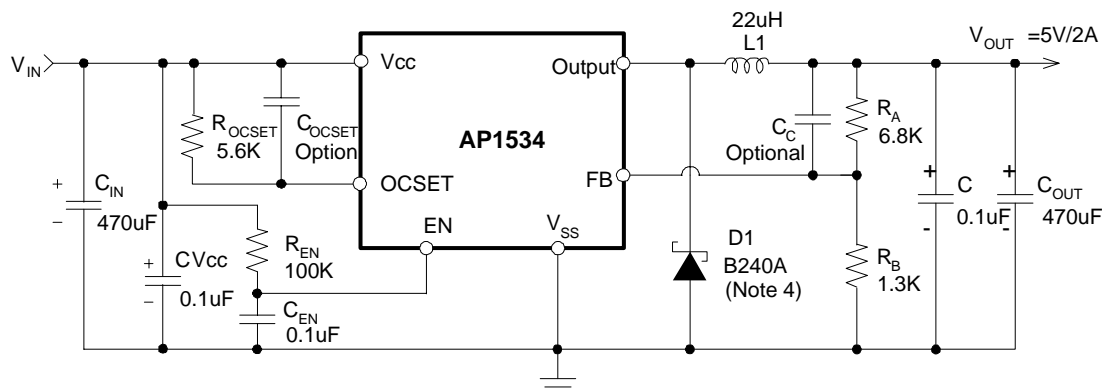 22uH
L1
V_OUT =5V/2A
V_IN
Vcc
Output
R_OCSET
5.6K
C_OCSET
Option
AP1534
C_C
Optional
R_A
6.8K
OCSET
FB
+
C_IN
470uF
−
EN
V_SS
+
C
0.1uF
-
+
C_OUT
470uF
-
R_EN
100K
D1
B240A
(Note 4)
R_B
1.3K
+
CVcc
0.1uF
−
C_EN
0.1uF